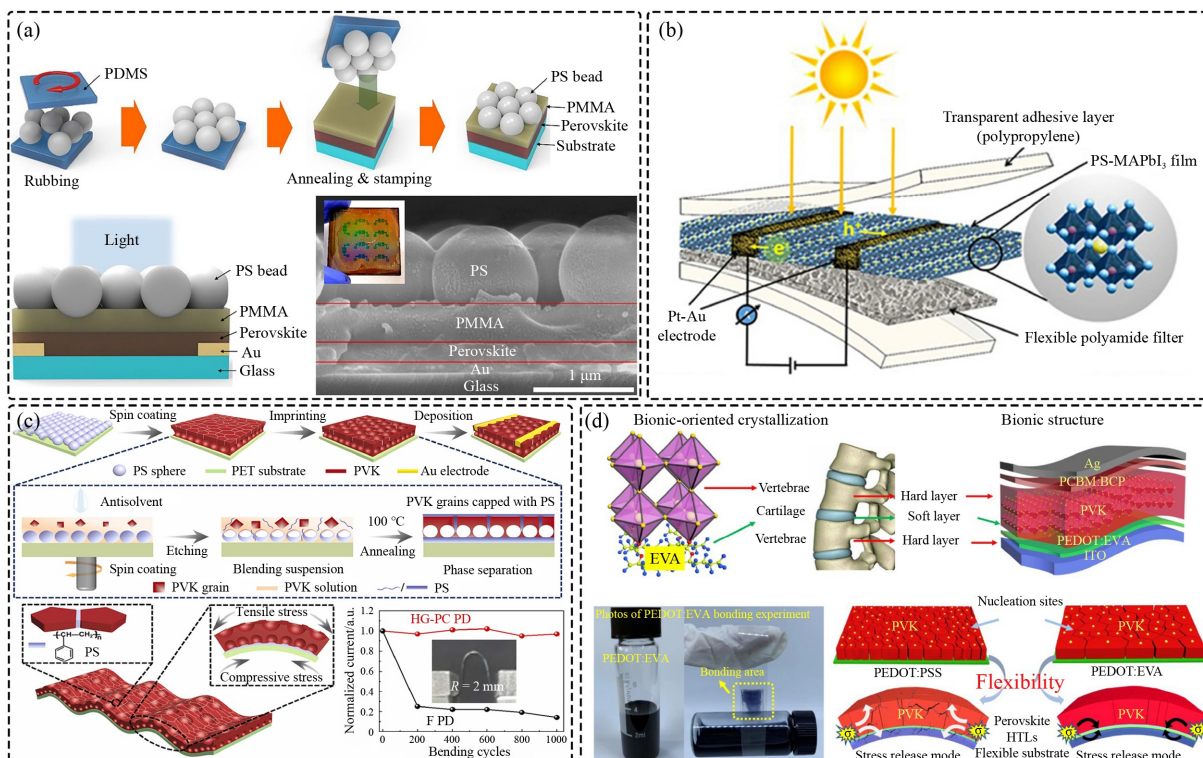 (a)
PDMS
Rubbing
Annealing & stamping
PS bead
PMMA
Perovskite
Substrate
Light
PS bead
PMMA
Perovskite
Au
Glass
PS
PMMA
Perovskite
Au
Glass
1 μm
(b)
Transparent adhesive layer
(polypropylene)
PS-MAPbI₃ film
h⁺
e⁻
Pt-Au
electrode
Flexible polyamide filter
(c)
Spin coating
Imprinting
Deposition
PS sphere
PET substrate
PVK
Au electrode
Antisolvent
PVK grains capped with PS
100 °C
Etching
Annealing
Spin coating
Blending suspension
Phase separation
PVK grain
PVK solution
PS
(CH—CH₂)n
PS
Tensile stress
Compressive stress
Normalized current/a.u.
1.2
1.0
0.8
0.6
0.4
0.2
0
HG-PC PD
R = 2 mm
F PD
0 200 400 600 800 1000
Bending cycles
(d)
Bionic-oriented crystallization
Bionic structure
Vertebrae
Cartilage
Vertebrae
EVA
Hard layer
Soft layer
Hard layer
Ag
PCBM:BCP
PVK
PEDOT:EVA
ITO
Photos of PEDOT:EVA bonding experiment
PEDOT:EVA
Bonding area
2ml
Nucleation sites
PVK
PVK
PEDOT:PSS
PEDOT:EVA
Flexibility
PVK
PVK
σ
σ
σ
σ
Perovskite
HTLs
Flexible substrate
Stress release mode
Stress release mode